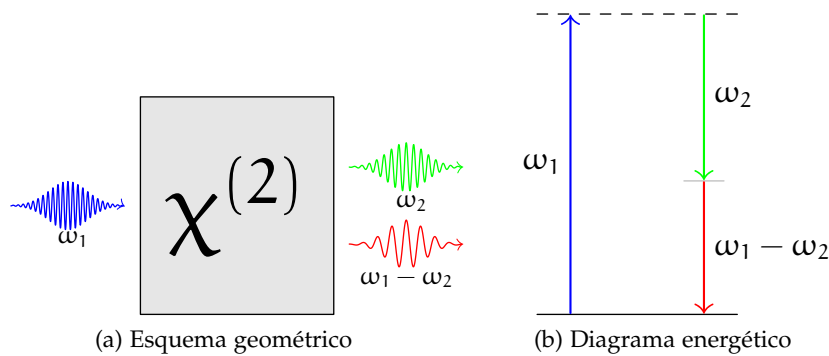 ω₁
χ⁽²⁾
ω₂
ω₁ − ω₂
(a) Esquema geométrico
ω₁
ω₂
ω₁ − ω₂
(b) Diagrama energético